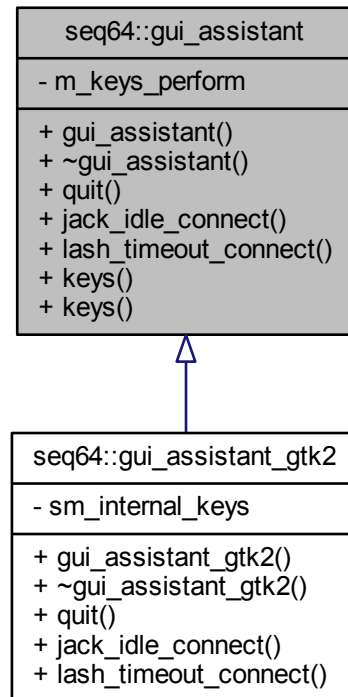 seq64::gui_assistant
- m_keys_perform
+ gui_assistant()
+ ~gui_assistant()
+ quit()
+ jack_idle_connect()
+ lash_timeout_connect()
+ keys()
+ keys()
seq64::gui_assistant_gtk2
- sm_internal_keys
+ gui_assistant_gtk2()
+ ~gui_assistant_gtk2()
+ quit()
+ jack_idle_connect()
+ lash_timeout_connect()